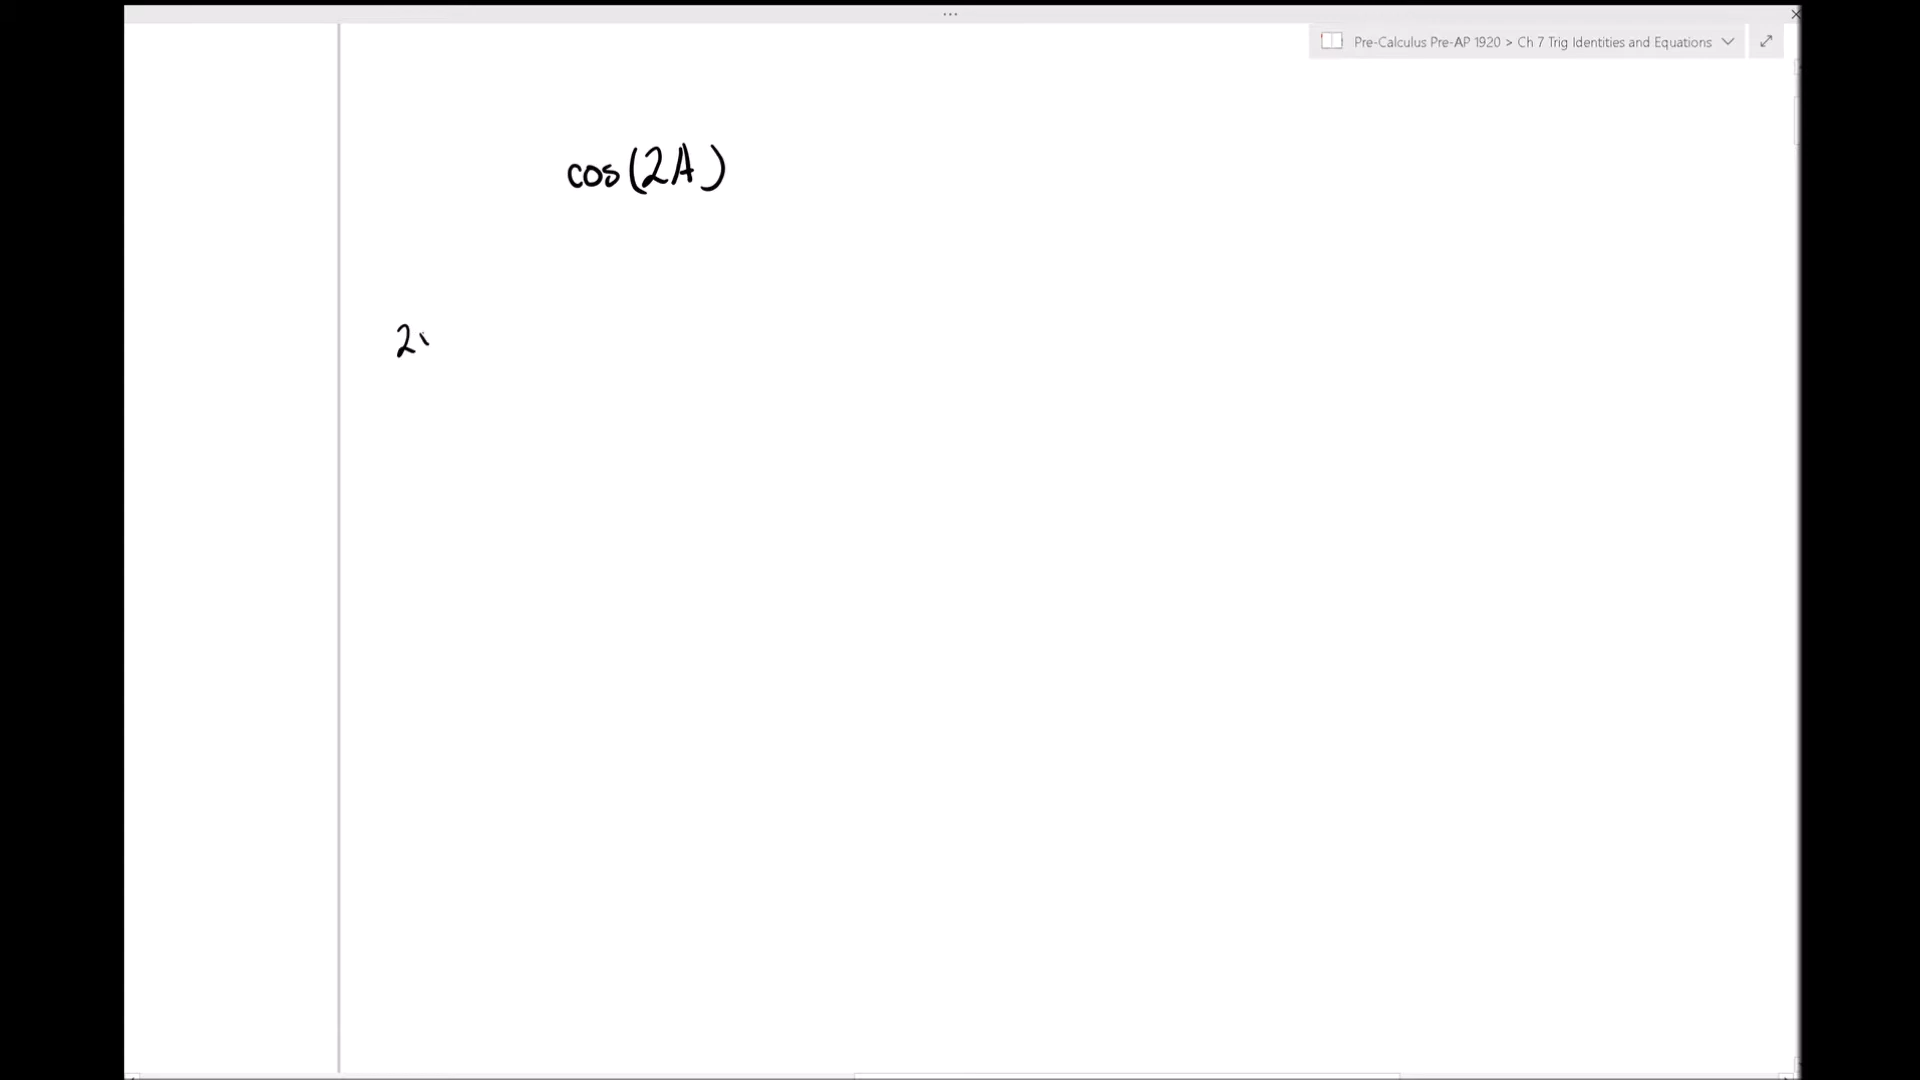 Pre-Calculus Pre-AP 1920 > Ch 7 Trig Identities and Equations
cos(2A)
2